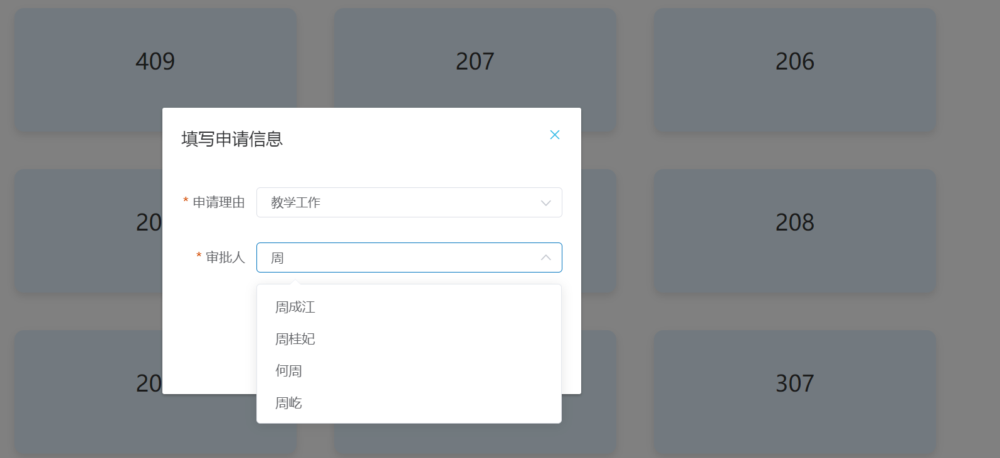 409
207
206
填写申请信息
* 申请理由
教学工作
20
208
* 审批人
周
周成江
周桂妃
何周
20
307
周屹